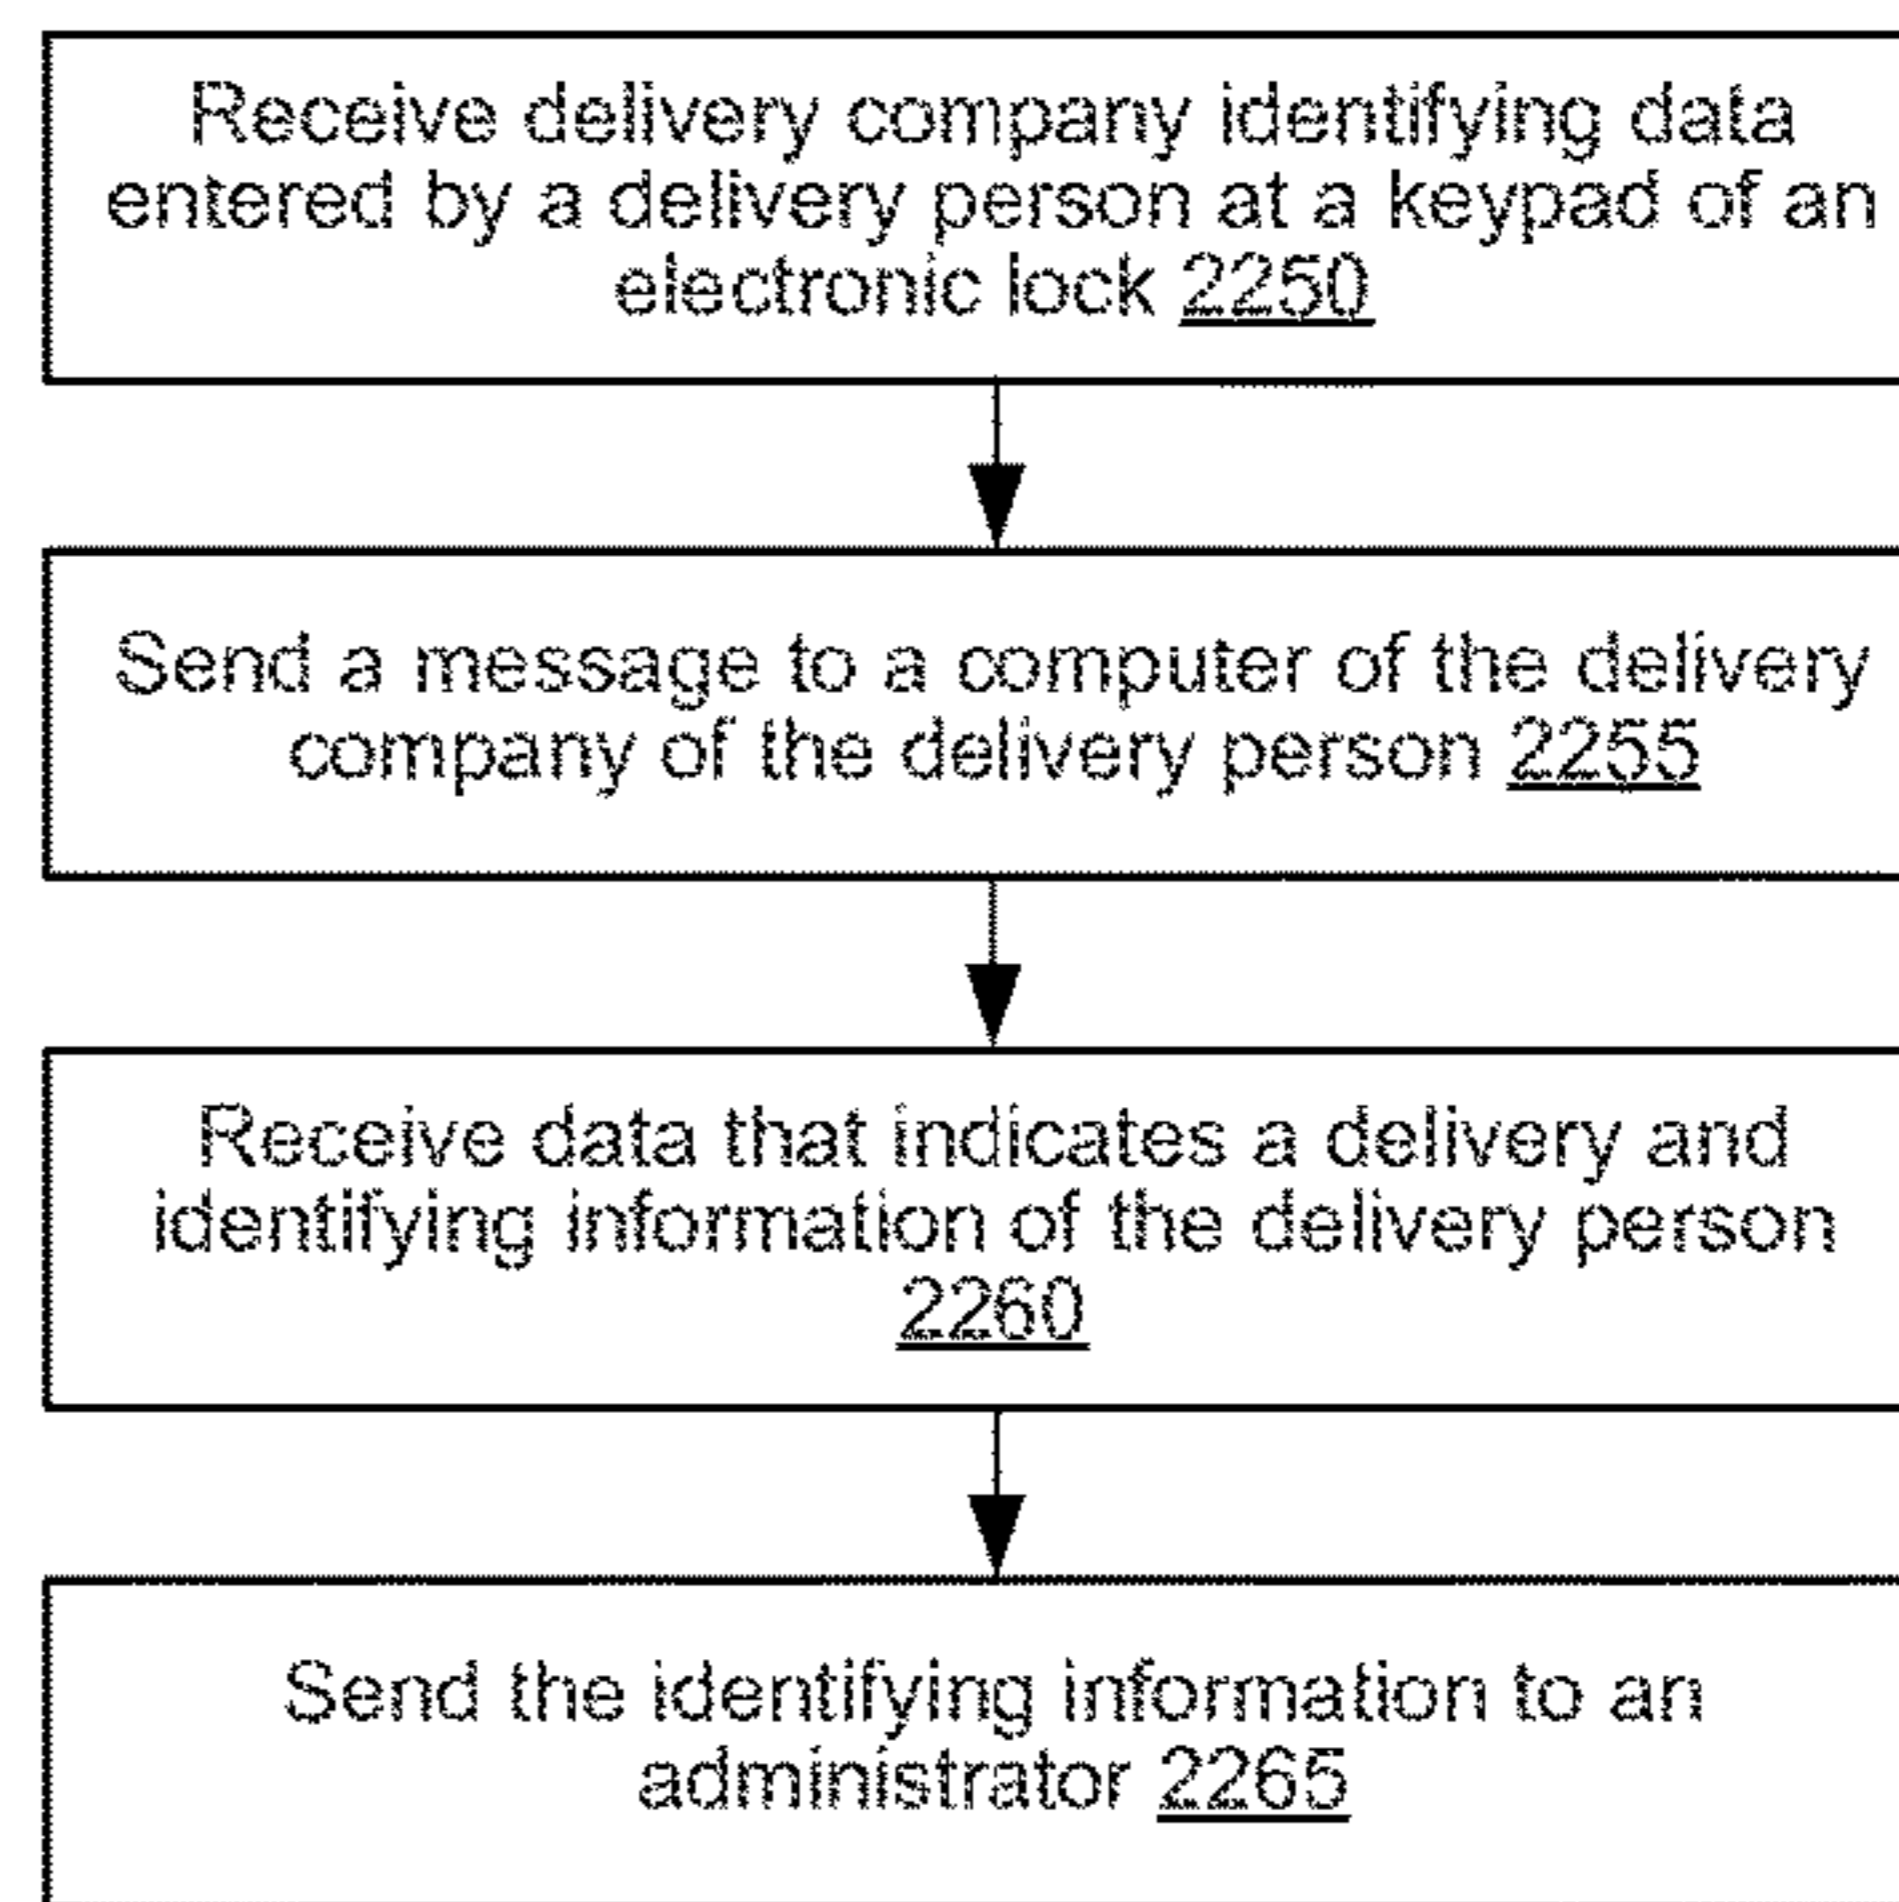 Receive delivery company identifying data
entered by a delivery person at a keypad of an
electronic lock 2250
Send a message to a computer of the delivery
company of the delivery person 2255
Receive data that indicates a delivery and
identifying information of the delivery person
2260
Send the identifying information to an
administrator 2265